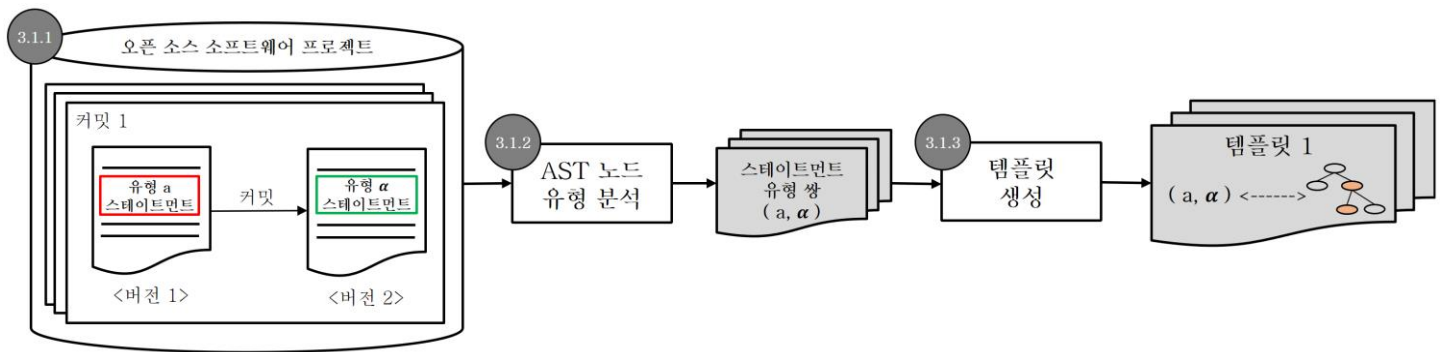 3.1.1
오픈 소스 소프트웨어 프로젝트
커밋 1
유형 a
스테이트먼트
커밋
유형 α
스테이트먼트
<버전 1>
<버전 2>
3.1.2
AST 노드
유형 분석
스테이트먼트
유형 쌍
( a, α )
3.1.3
템플릿
생성
템플릿 1
( a, α ) <------>